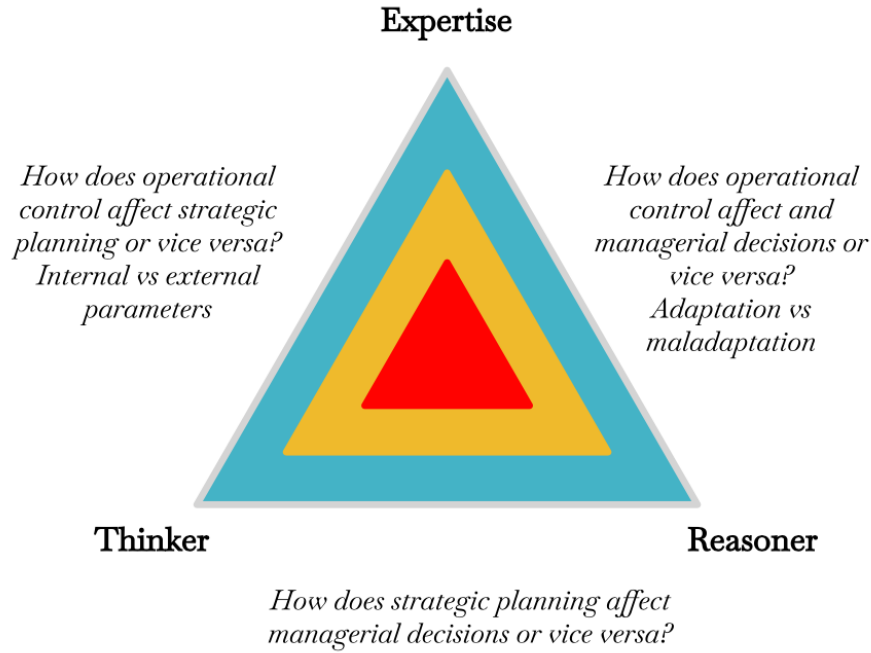 Expertise
How does operational
control affect strategic
planning or vice versa?
Internal vs external
parameters
How does operational
control affect and
managerial decisions or
vice versa?
Adaptation vs
maladaptation
Thinker
Reasoner
How does strategic planning affect
managerial decisions or vice versa?